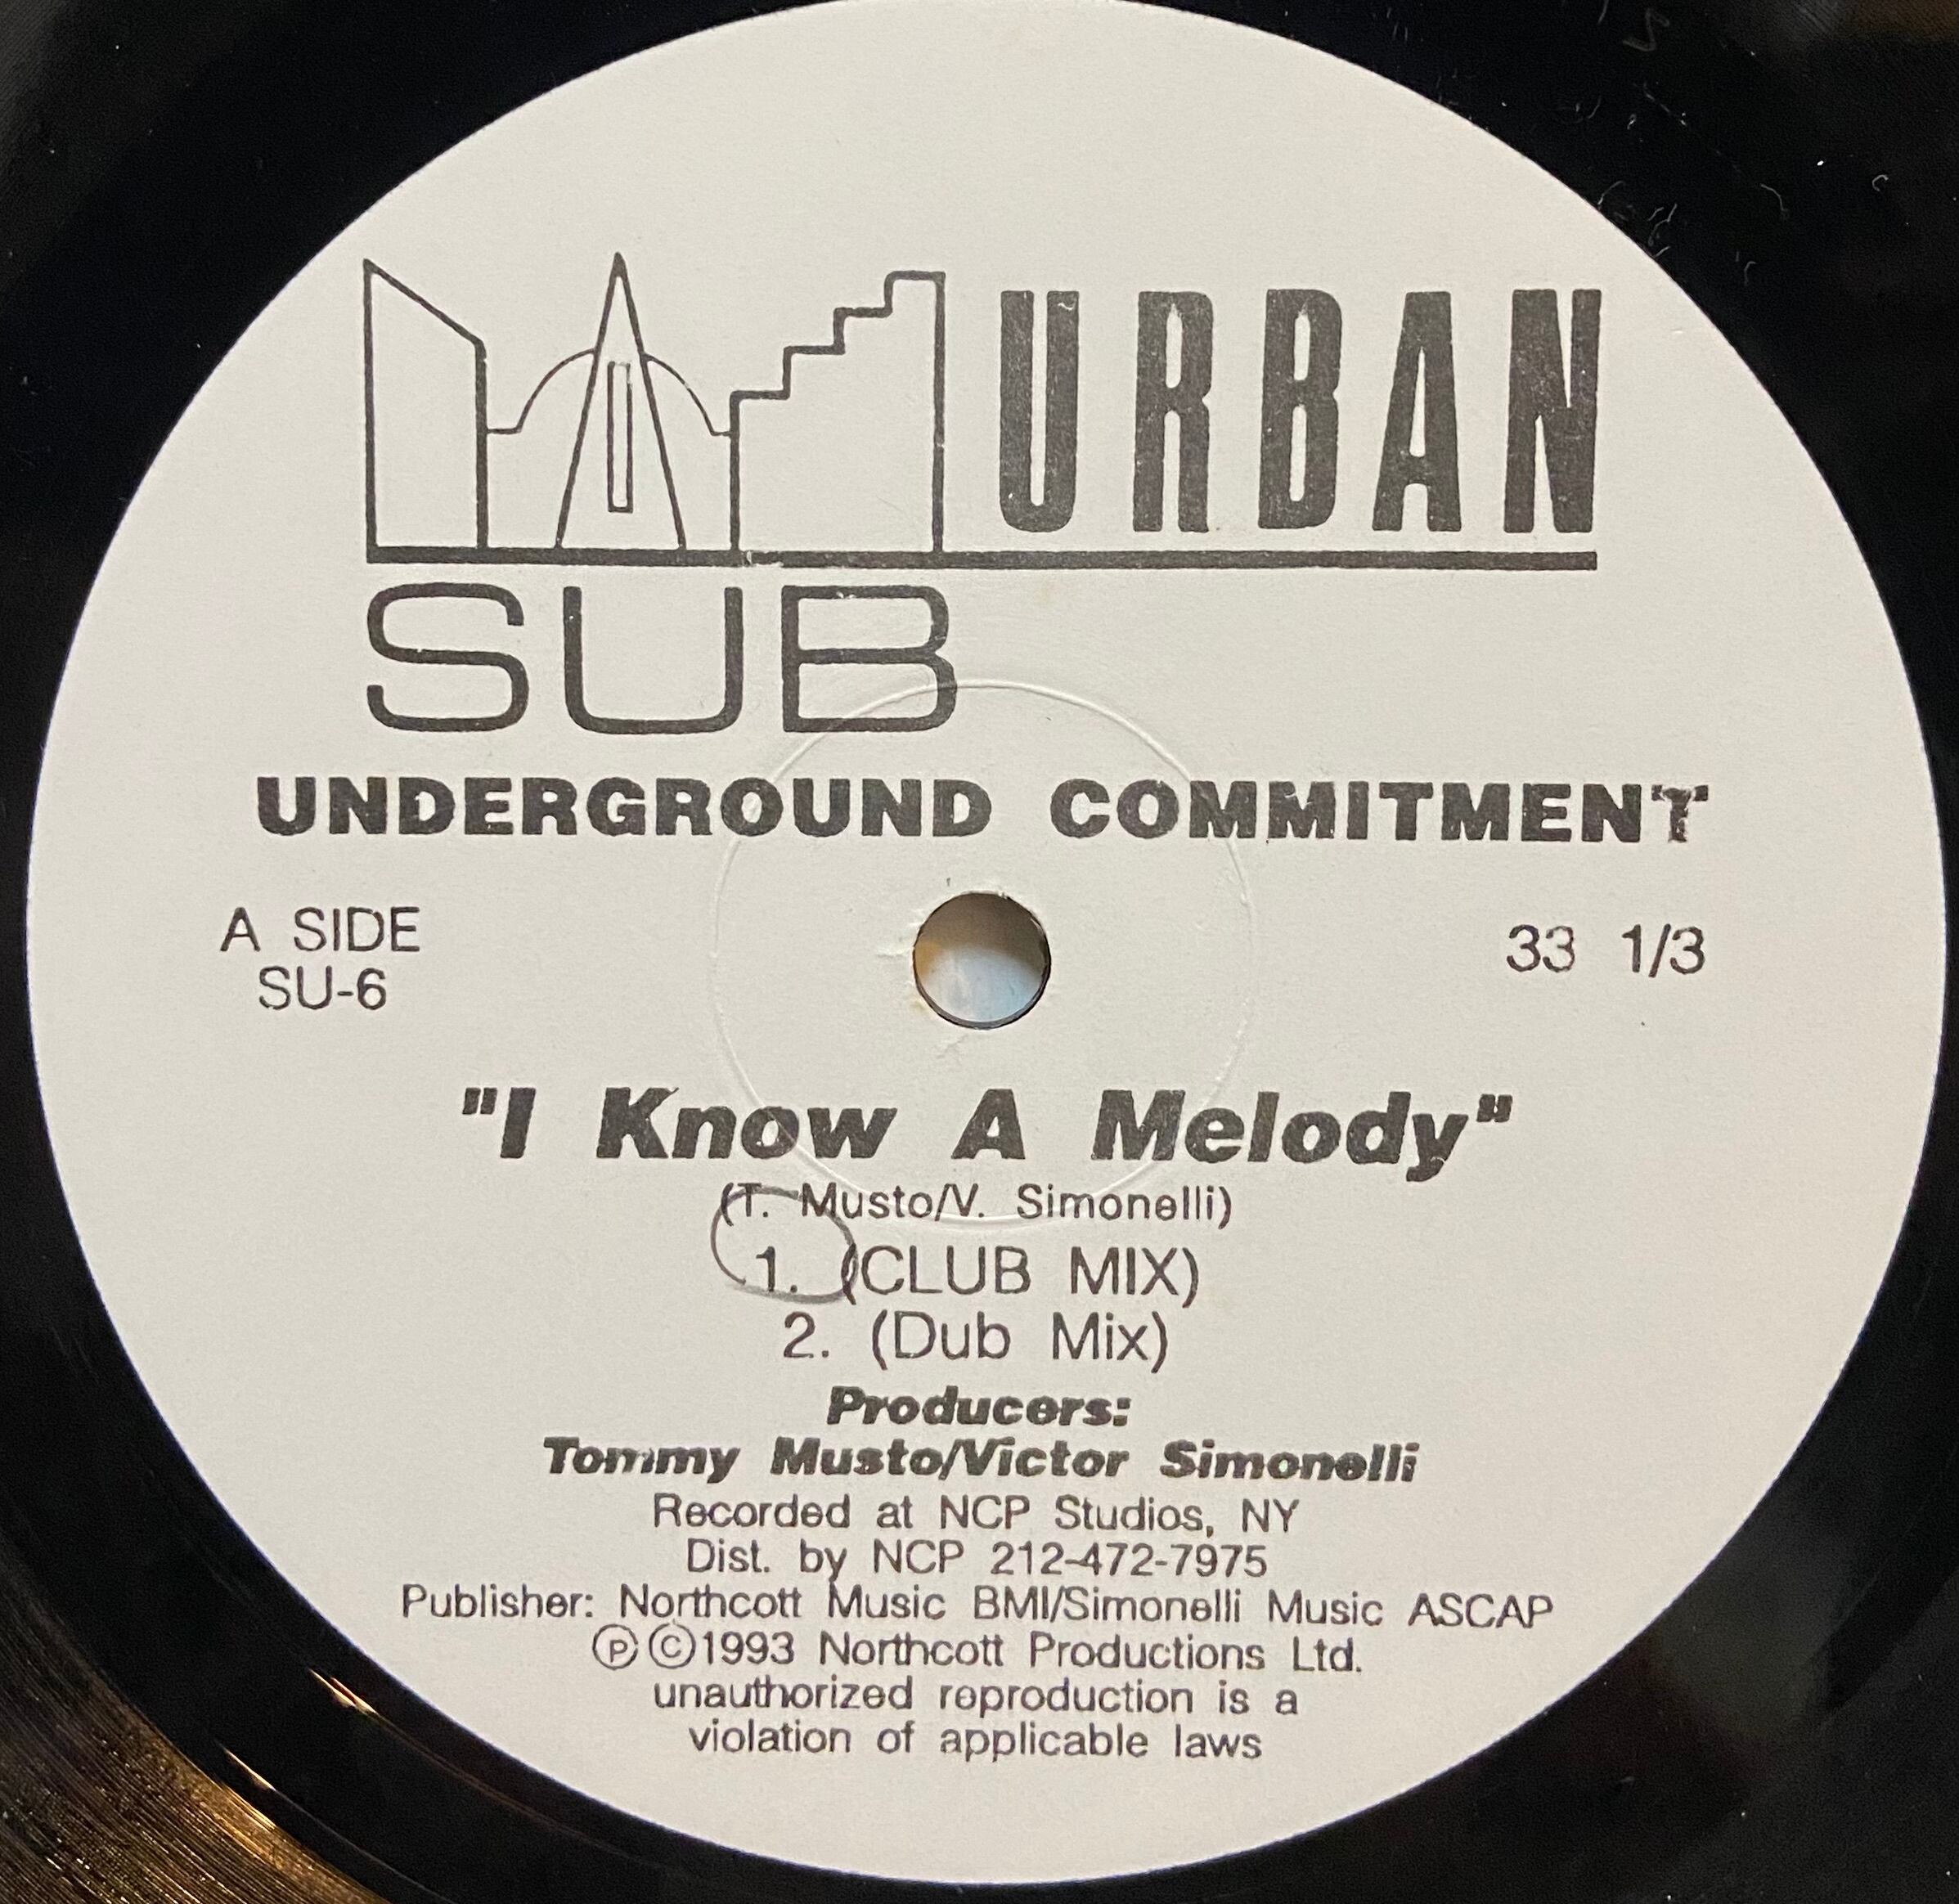 URBAN
SUB
UNDERGROUND COMMITMENT
A SIDE
SU-6
33 1/3
"I Know A Melody"
(T. Musto/V. Simonelli)
1. (CLUB MIX)
2. (Dub Mix)
Producers:
Tommy Musto/Victor Simonelli
Recorded at NCP Studios, NY
Dist. by NCP 212-472-7975
Publisher: Northcott Music BMI/Simonelli Music ASCAP
Ⓟ©1993 Northcott Productions Ltd.
unauthorized reproduction is a
violation of applicable laws